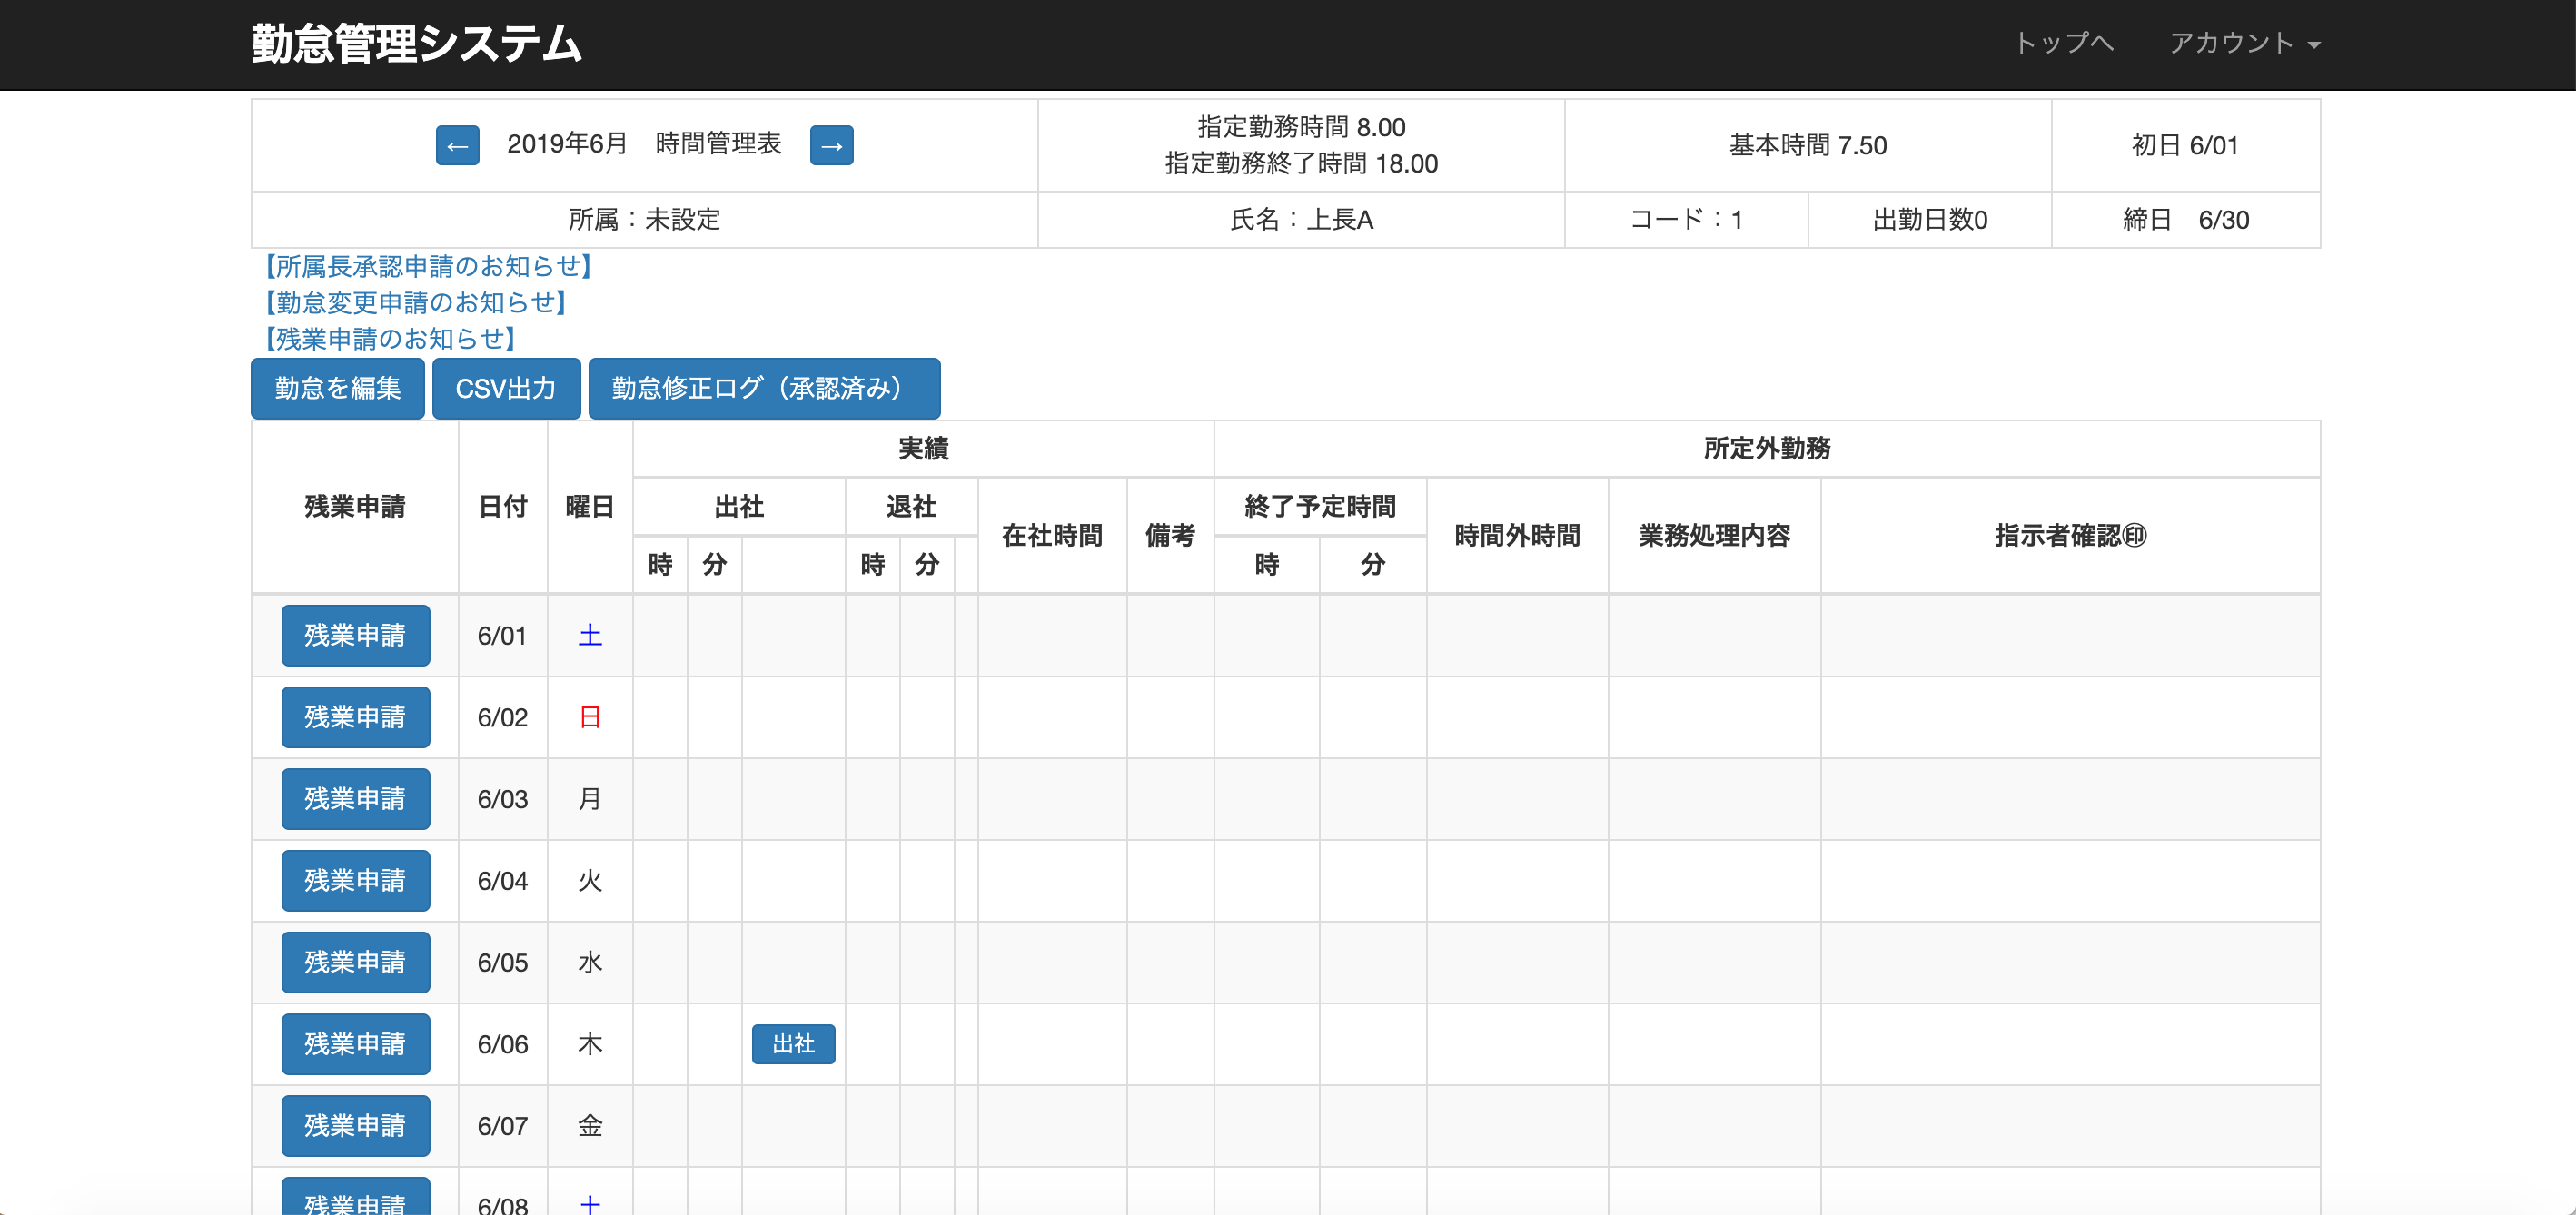 勤怠管理システム トップへ アカウント
← 2019年6月　時間管理表 → 指定勤務時間 8.00 基本時間 7.50 初日 6/01
指定勤務終了時間 18.00
所属：未設定 氏名：上長A コード：1 出勤日数0 締日　6/30
【所属長承認申請のお知らせ】
【勤怠変更申請のお知らせ】
【残業申請のお知らせ】
勤怠を編集 CSV出力 勤怠修正ログ（承認済み）
実績 所定外勤務
残業申請 日付 曜日 出社 退社 在社時間 備考 終了予定時間 時間外時間 業務処理内容 指示者確認㊞
時 分 時 分 時 分
残業申請 6/01 土
残業申請 6/02 日
残業申請 6/03 月
残業申請 6/04 火
残業申請 6/05 水
残業申請 6/06 木 出社
残業申請 6/07 金
残業申請 6/08 土